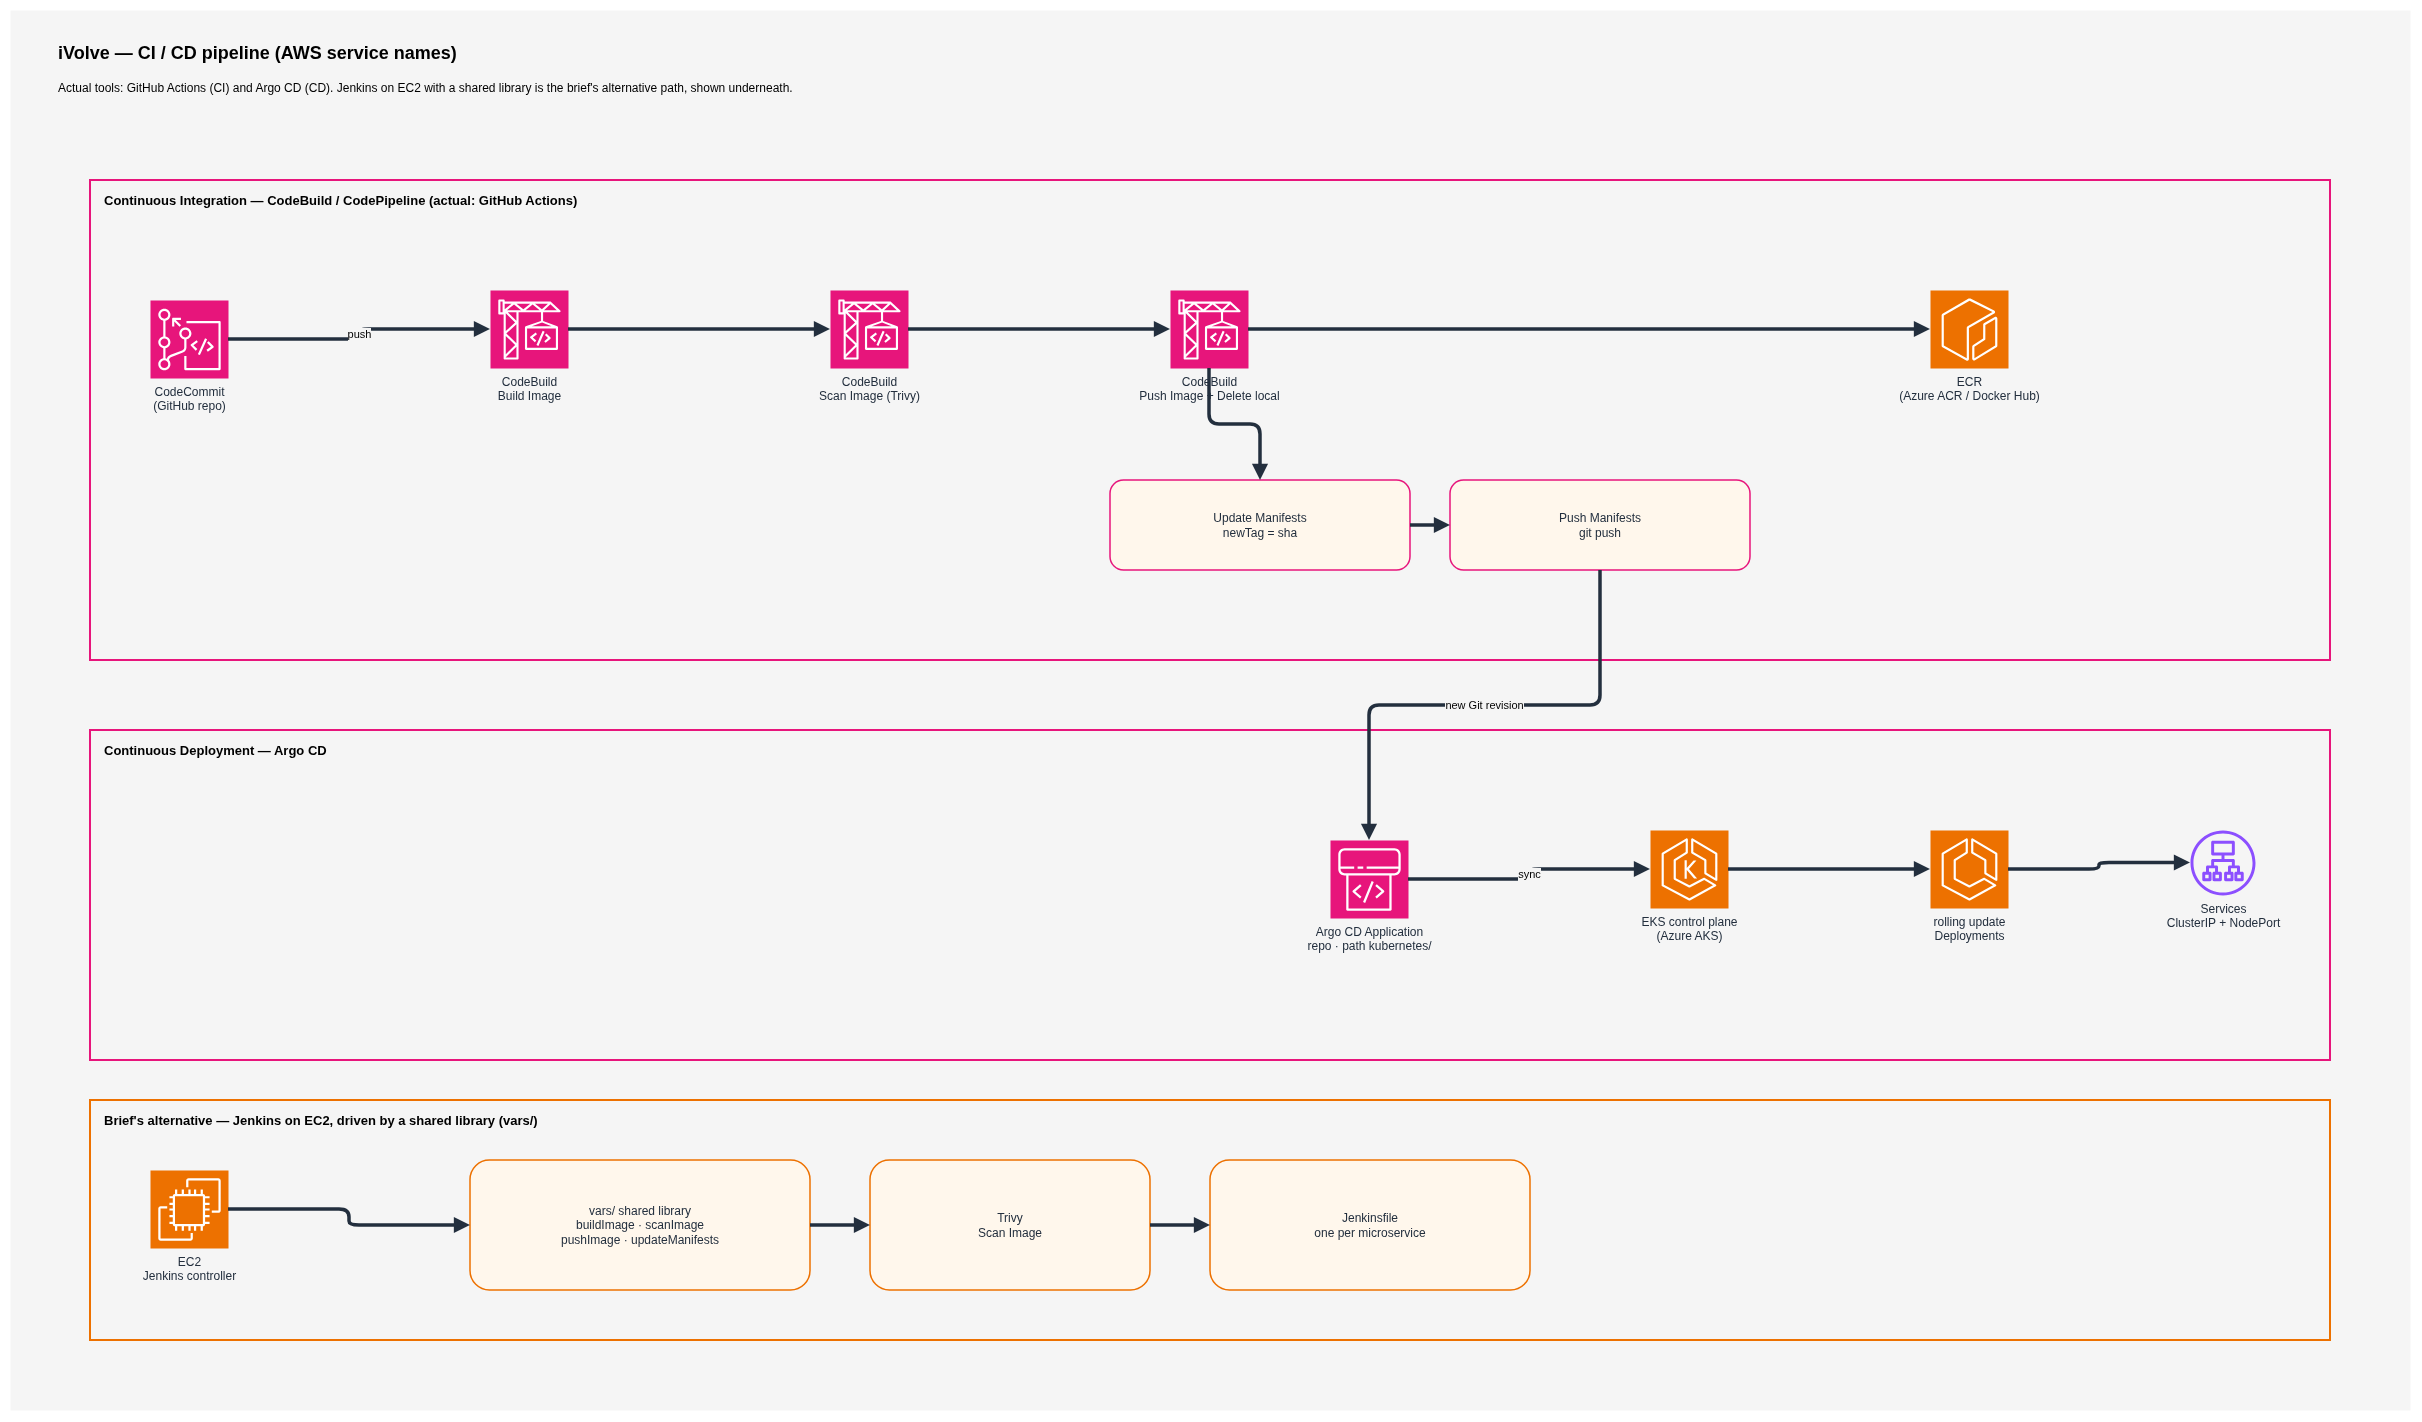 iVolve — CI / CD pipeline (AWS service names)
Actual tools: GitHub Actions (CI) and Argo CD (CD). Jenkins on EC2 with a shared library is the brief's alternative path, shown underneath.
Continuous Integration — CodeBuild / CodePipeline (actual: GitHub Actions)
push
CodeCommit
(GitHub repo)
CodeBuild
Build Image
CodeBuild
Scan Image (Trivy)
CodeBuild
Push Image + Delete local
ECR
(Azure ACR / Docker Hub)
Update Manifests
newTag = sha
Push Manifests
git push
new Git revision
Continuous Deployment — Argo CD
Argo CD Application
repo · path kubernetes/
sync
EKS control plane
(Azure AKS)
rolling update
Deployments
Services
ClusterIP + NodePort
Brief's alternative — Jenkins on EC2, driven by a shared library (vars/)
EC2
Jenkins controller
vars/ shared library
buildImage · scanImage
pushImage · updateManifests
Trivy
Scan Image
Jenkinsfile
one per microservice